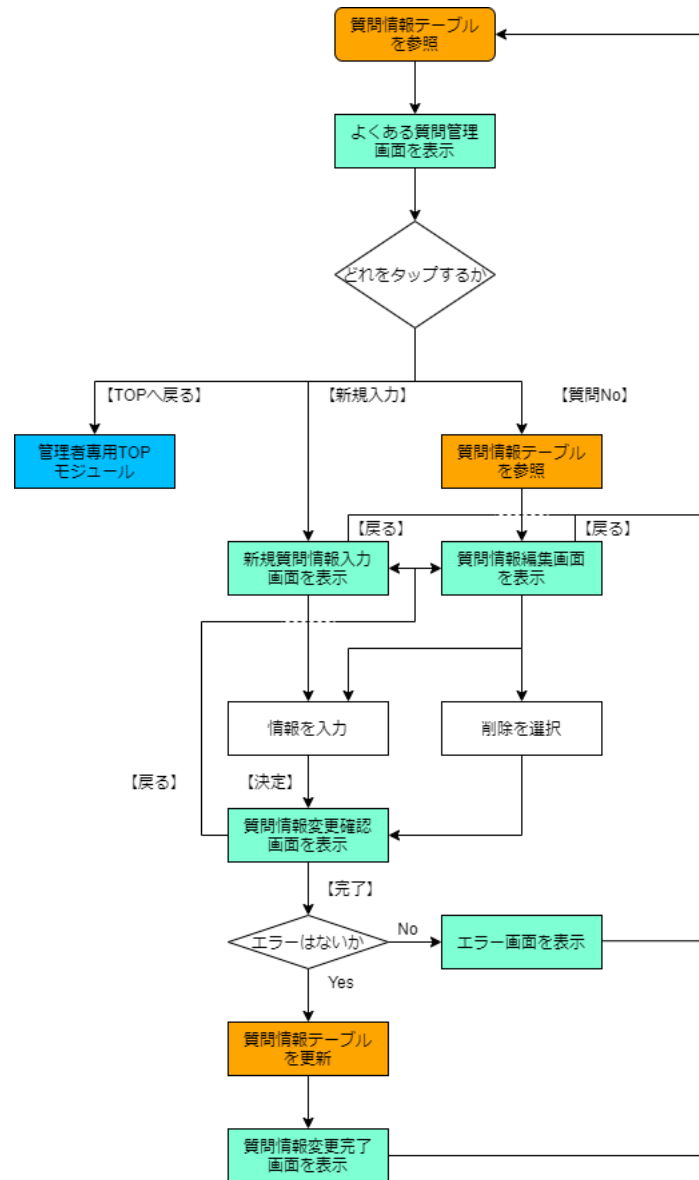 質問情報テーブル
を参照
よくある質問管理
画面を表示
どれをタップするか
【TOPへ戻る】
【新規入力】
【質問No】
管理者専用TOP
モジュール
質問情報テーブル
を参照
【戻る】
【戻る】
新規質問情報入力
画面を表示
質問情報編集画面
を表示
情報を入力
削除を選択
【戻る】
【決定】
質問情報変更確認
画面を表示
【完了】
エラーはないか
No
エラー画面を表示
Yes
質問情報テーブル
を更新
質問情報変更完了
画面を表示